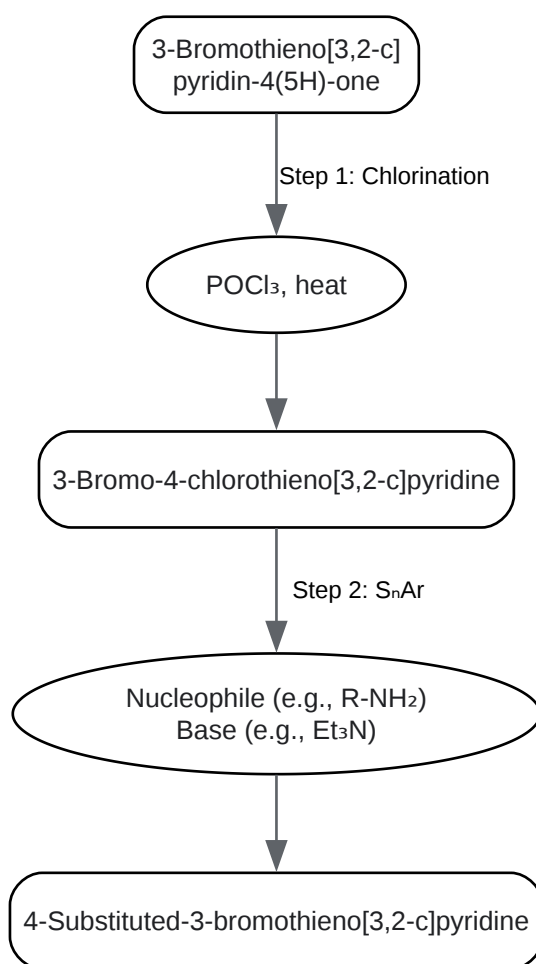 3-Bromothieno[3,2-c]
pyridin-4(5H)-one
Step 1: Chlorination
POCl₃, heat
3-Bromo-4-chlorothieno[3,2-c]pyridine
Step 2: SₙAr
Nucleophile (e.g., R-NH₂)
Base (e.g., Et₃N)
4-Substituted-3-bromothieno[3,2-c]pyridine